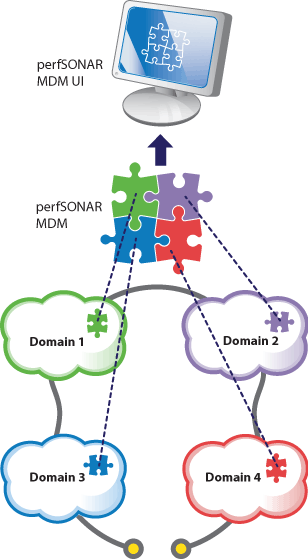 perfSONAR
MDM UI
perfSONAR
MDM
Domain 1
Domain 2
Domain 3
Domain 4